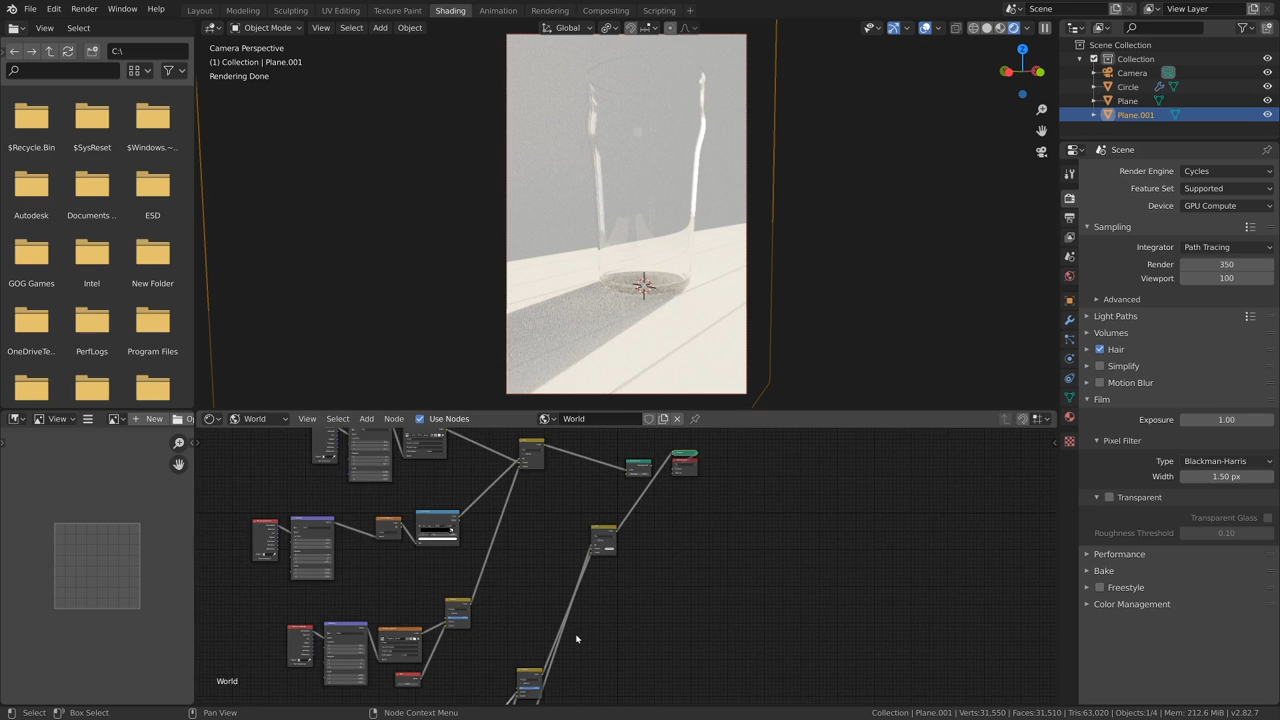 File Edit Render Window Help
Layout Modeling Sculpting UV Editing Texture Paint Shading Animation Rendering Compositing Scripting +
Scene View Layer
View Select
Object Mode View Select Add Object Global
C:\
Camera Perspective
(1) Collection | Plane.001
Rendering Done
Z
$Recycle.Bin $SysReset $Windows.~...
Autodesk Documents .. ESD
GOG Games Intel New Folder
OneDriveTe... PerfLogs Program Files
Scene Collection
Collection
Camera
Circle
Plane
Plane.001
Scene
Render Engine Cycles
Feature Set Supported
Device GPU Compute
Sampling
Integrator Path Tracing
Render 350
Viewport 100
Advanced
Light Paths
Volumes
Hair
Simplify
Motion Blur
Film
Exposure 1.00
Pixel Filter
Type Blackman-Harris
Width 1.50 px
Transparent
Transparent Glass
Roughness Threshold 0.10
Performance
Bake
Freestyle
Color Management
View + New Op
World View Select Add Node Use Nodes World
World
Select Box Select Pan View Node Context Menu
Collection | Plane.001 | Verts:31,550 | Faces:31,510 | Tris:63,020 | Objects:1/4 | Mem: 212.6 MiB | v2.82.7